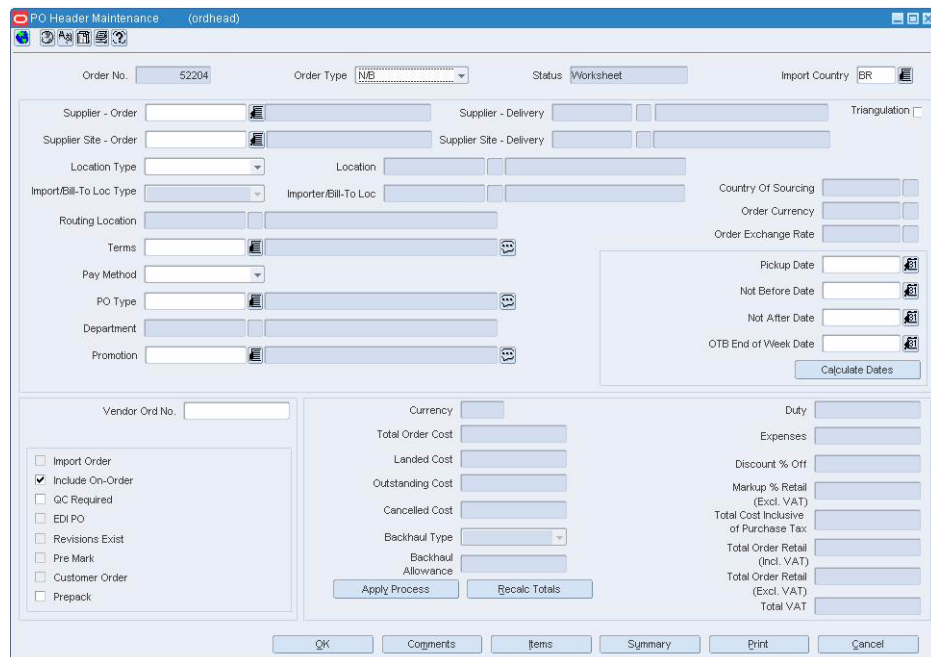 PO Header Maintenance (ordhead)
Order No. 52204 Order Type N/B Status Worksheet Import Country BR
Supplier - Order Supplier - Delivery Triangulation
Supplier Site - Order Supplier Site - Delivery
Location Type Location
Import/Bill-To Loc Type Importer/Bill-To Loc Country Of Sourcing
Routing Location Order Currency
Order Exchange Rate
Terms
Pickup Date
Pay Method
Not Before Date
PO Type
Not After Date
Department
OTB End of Week Date
Promotion
Calculate Dates
Vendor Ord No. Currency Duty
Total Order Cost Expenses
Import Order Landed Cost Discount % Off
Include On-Order Outstanding Cost Markup % Retail
(Excl. VAT)
QC Required Cancelled Cost Total Cost Inclusive
of Purchase Tax
EDI PO
Revisions Exist Backhaul Type Total Order Retail
(Incl. VAT)
Pre Mark Backhaul
Allowance
Customer Order Total Order Retail
(Excl. VAT)
Prepack Apply Process Recalc Totals
Total VAT
OK Comments Items Summary Print Cancel